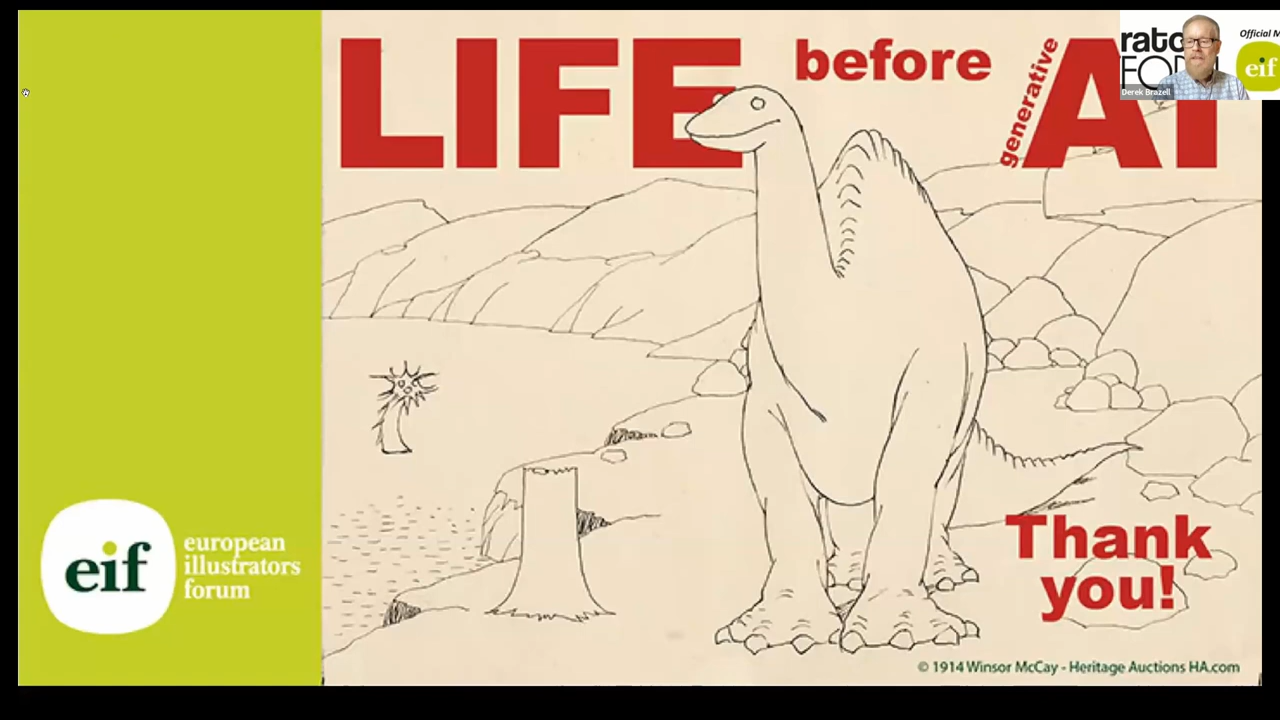 LIFE before generative AI
Official M
eif
Derek Brazell
eif european
illustrators
forum
Thank
you!
© 1914 Winsor McCay - Heritage Auctions HA.com